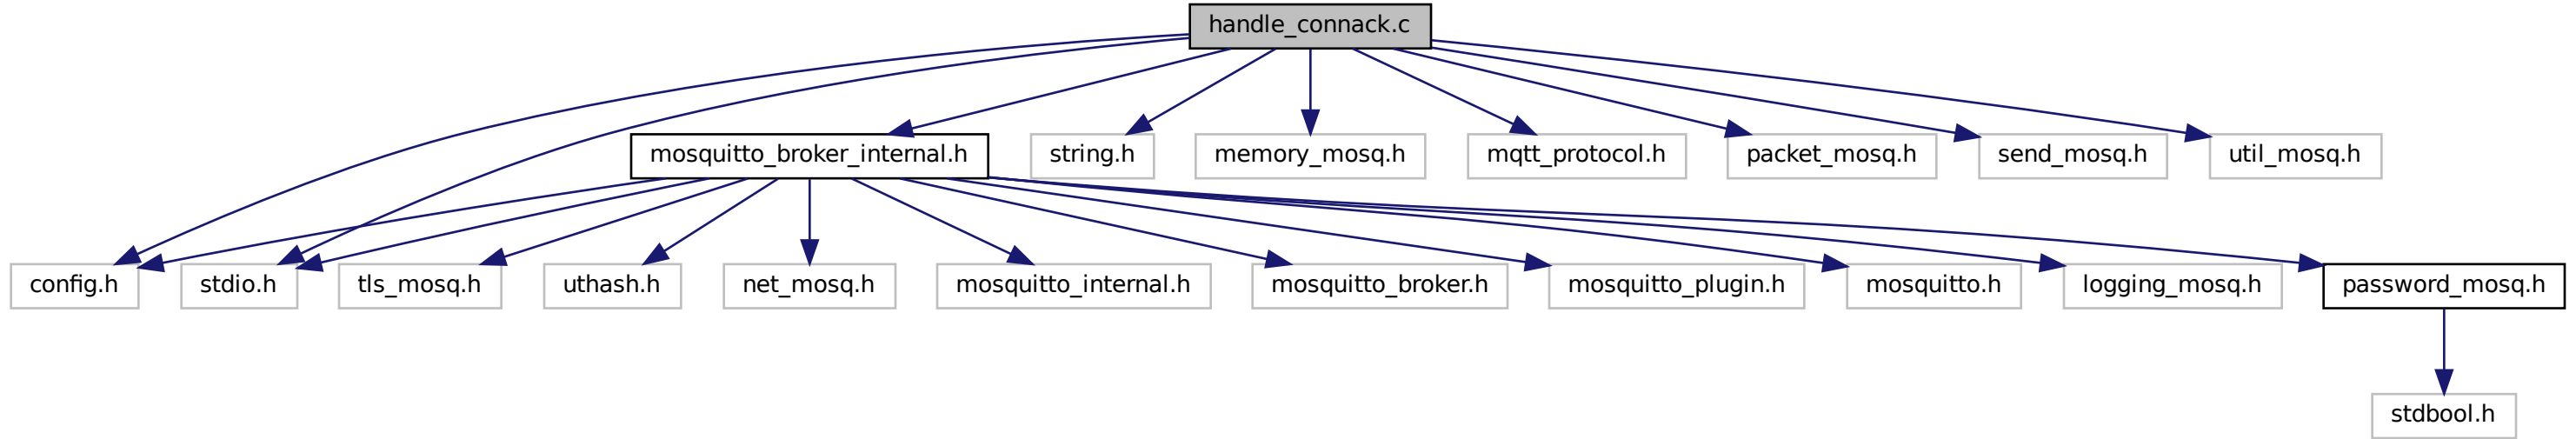 handle_connack.c
mosquitto_broker_internal.h
string.h
memory_mosq.h
mqtt_protocol.h
packet_mosq.h
send_mosq.h
util_mosq.h
config.h
stdio.h
tls_mosq.h
uthash.h
net_mosq.h
mosquitto_internal.h
mosquitto_broker.h
mosquitto_plugin.h
mosquitto.h
logging_mosq.h
password_mosq.h
stdbool.h